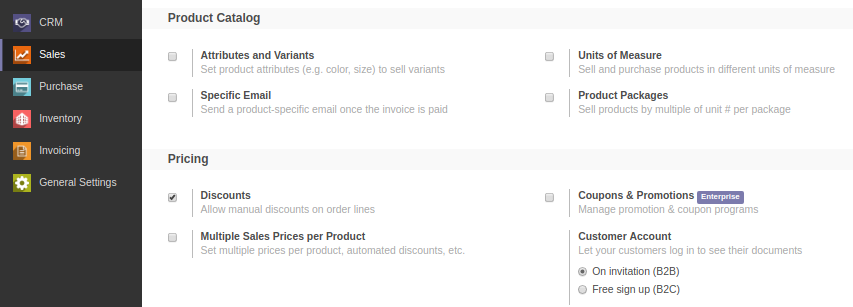 CRM
Sales
Purchase
Inventory
Invoicing
General Settings
Product Catalog
Attributes and Variants
Set product attributes (e.g. color, size) to sell variants
Units of Measure
Sell and purchase products in different units of measure
Specific Email
Send a product-specific email once the invoice is paid
Product Packages
Sell products by multiple of unit # per package
Pricing
Discounts
Allow manual discounts on order lines
Coupons & Promotions Enterprise
Manage promotion & coupon programs
Multiple Sales Prices per Product
Set multiple prices per product, automated discounts, etc.
Customer Account
Let your customers log in to see their documents
On invitation (B2B)
Free sign up (B2C)